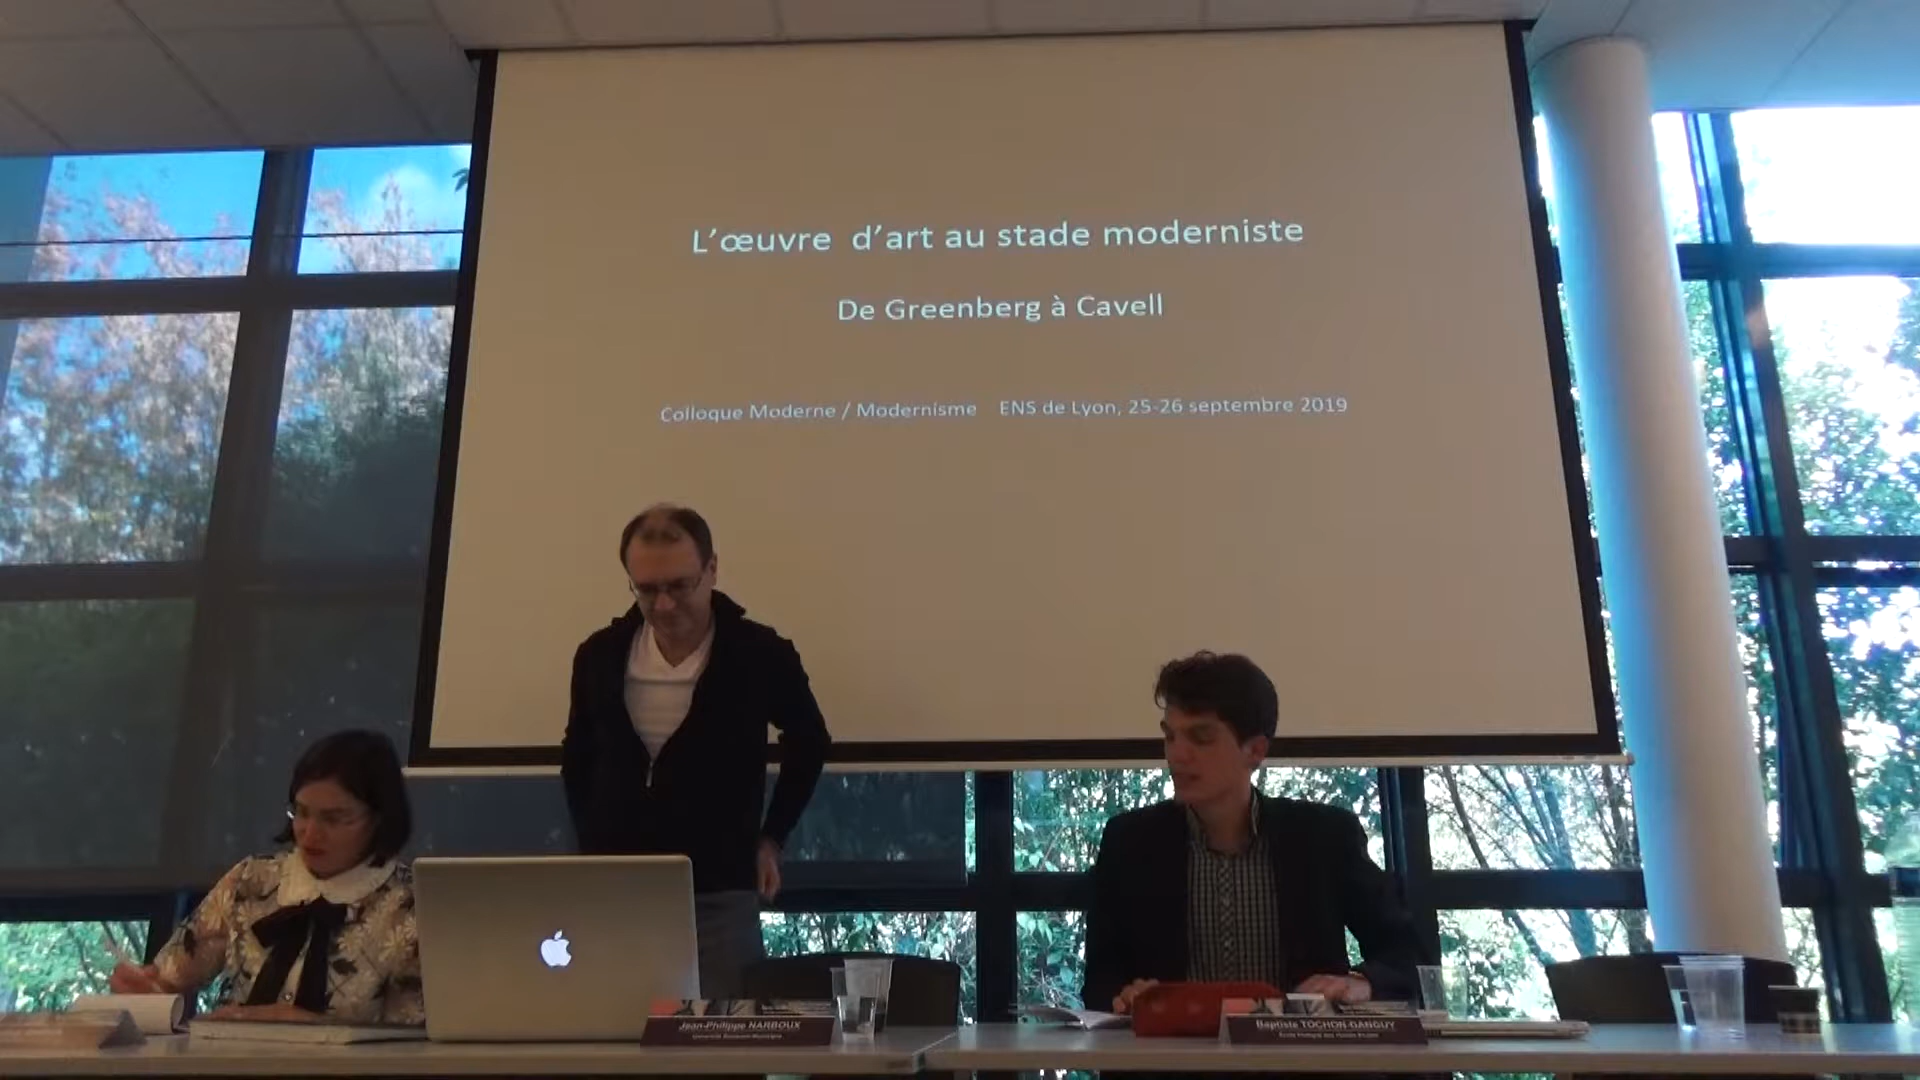 L'œuvre d'art au stade moderniste
De Greenberg à Cavell
Colloque Moderne / Modernisme ENS de Lyon, 25-26 septembre 2019
Jean-Philippe NARBOUX
Baptiste TOCHON-DANGUY